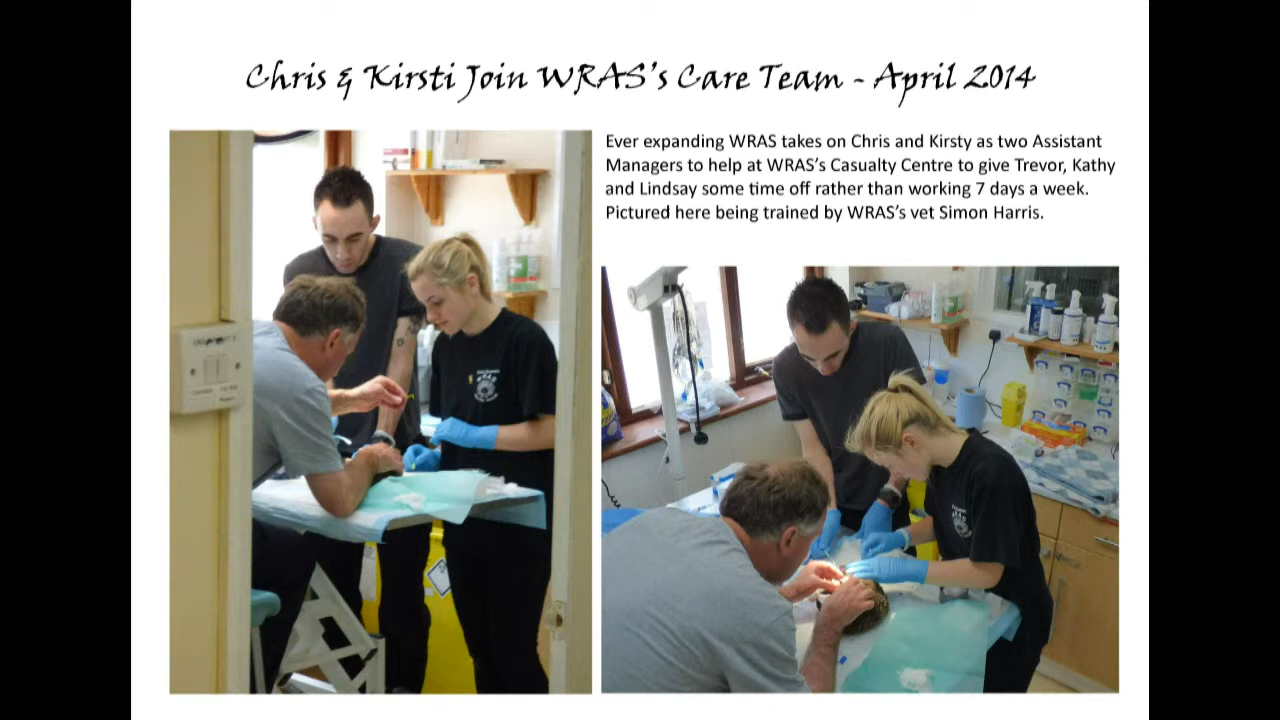 Chris & Kirsti Join WRAS's Care Team - April 2014
Ever expanding WRAS takes on Chris and Kirsty as two Assistant
Managers to help at WRAS's Casualty Centre to give Trevor, Kathy
and Lindsay some time off rather than working 7 days a week.
Pictured here being trained by WRAS's vet Simon Harris.